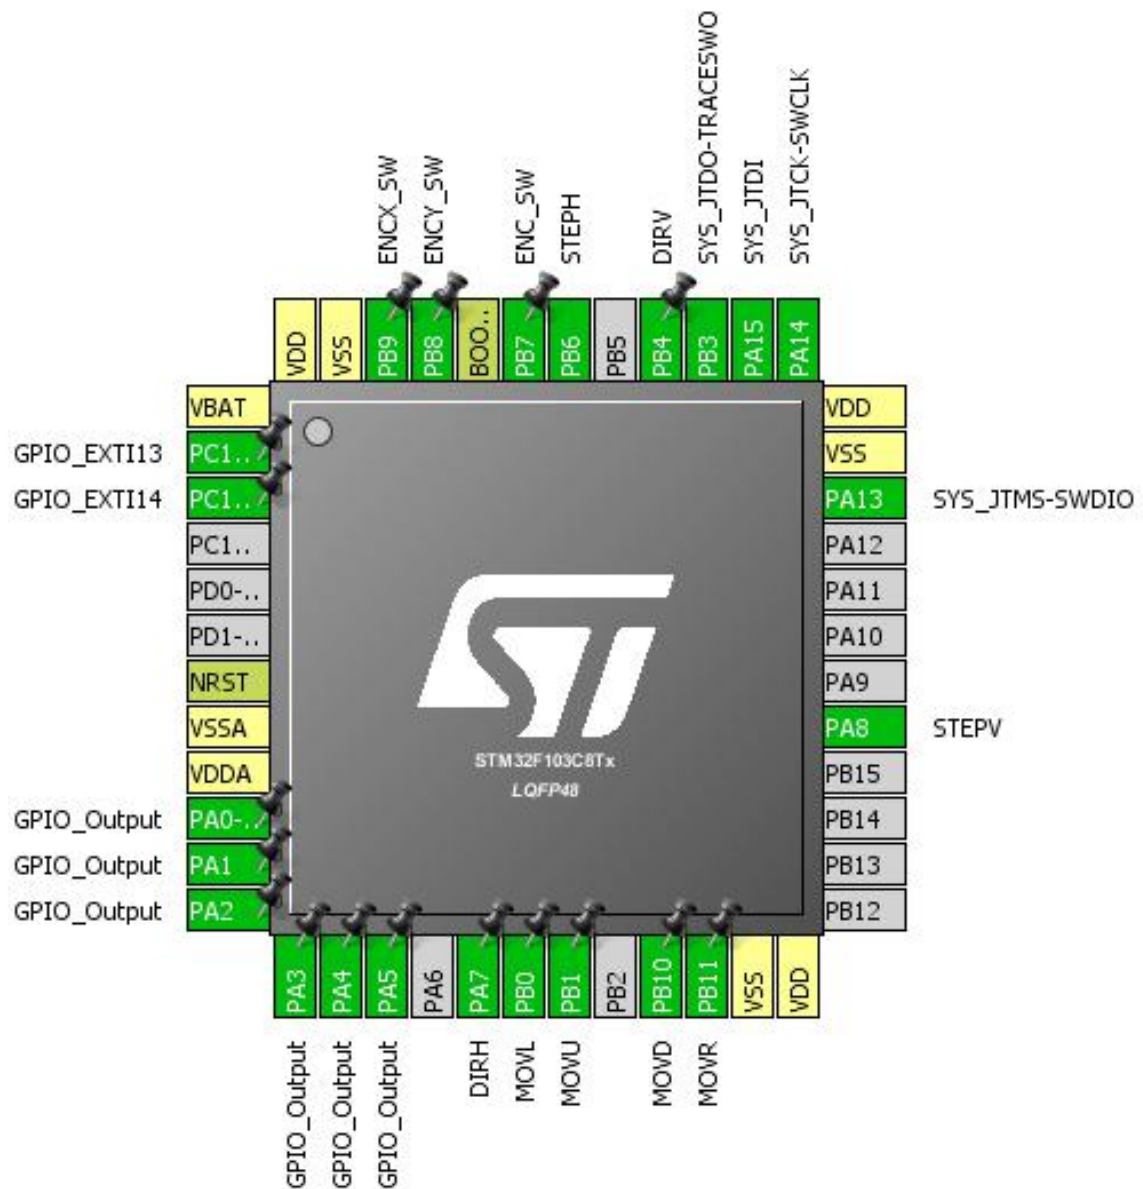 ENCX_SW
ENCY_SW
ENC_SW
STEPH
DIRV
SYS_JTDO-TRACESWO
SYS_JTDI
SYS_JTCK-SWCLK
VDD
VSS
PB9
PB8
BOO..
PB7
PB6
PB5
PB4
PB3
PA15
PA14
VBAT
GPIO_EXTI13 PC1..
GPIO_EXTI14 PC1..
PC1..
PD0-..
PD1-..
NRST
VSSA
VDDA
GPIO_Output PA0-..
GPIO_Output PA1
GPIO_Output PA2
VDD
VSS
PA13 SYS_JTMS-SWDIO
PA12
PA11
PA10
PA9
PA8 STEPV
PB15
PB14
PB13
PB12
ST
STM32F103C8Tx
LQFP48
PA3
PA4
PA5
PA6
PA7
PB0
PB1
PB2
PB10
PB11
VSS
VDD
GPIO_Output
GPIO_Output
GPIO_Output
DIRH
MOVL
MOVU
MOVD
MOVR